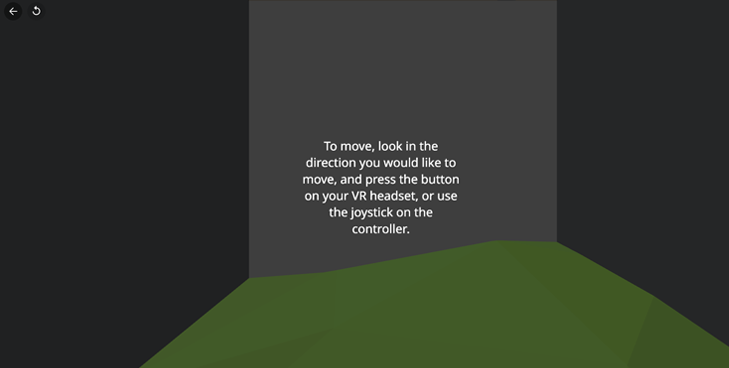 To move, look in the
direction you would like to
move, and press the button
on your VR headset, or use
the joystick on the
controller.